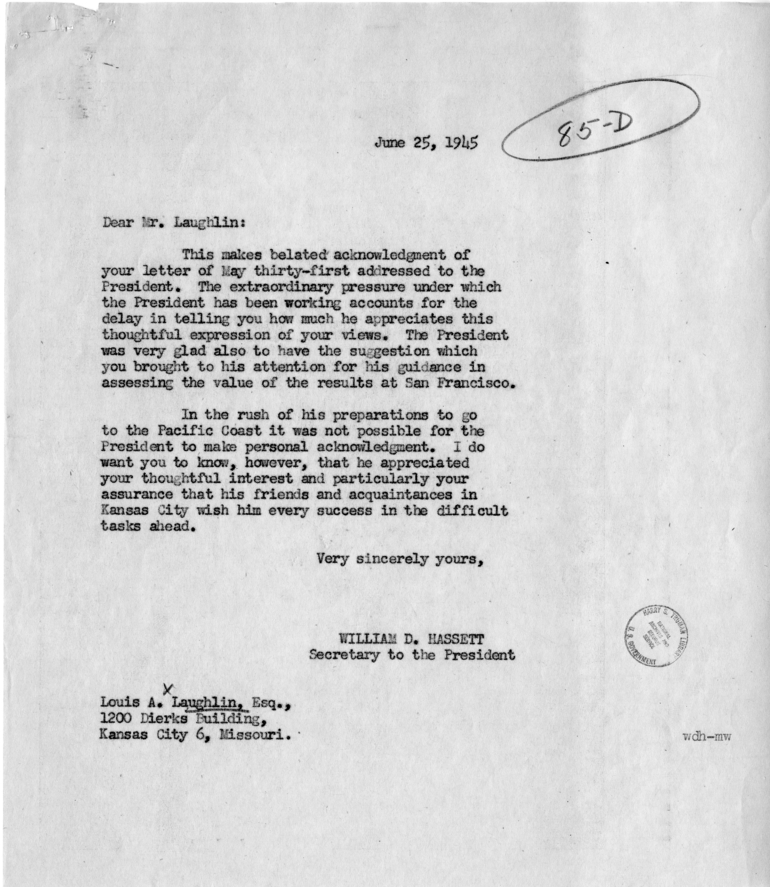 June 25, 1945
85-D
Dear Mr. Laughlin:
This makes belated acknowledgment of
your letter of May thirty-first addressed to the
President. The extraordinary pressure under which
the President has been working accounts for the
delay in telling you how much he appreciates this
thoughtful expression of your views. The President
was very glad also to have the suggestion which
you brought to his attention for his guidance in
assessing the value of the results at San Francisco.
In the rush of his preparations to go
to the Pacific Coast it was not possible for the
President to make personal acknowledgment. I do
want you to know, however, that he appreciated
your thoughtful interest and particularly your
assurance that his friends and acquaintances in
Kansas City wish him every success in the difficult
tasks ahead.
Very sincerely yours,
WILLIAM D. HASSETT
Secretary to the President
HARRY S. TRUMAN LIBRARY
U.S. GOVERNMENT
x
Louis A. Laughlin, Esq.,
1200 Dierks Building,
Kansas City 6, Missouri.
wdh-mw